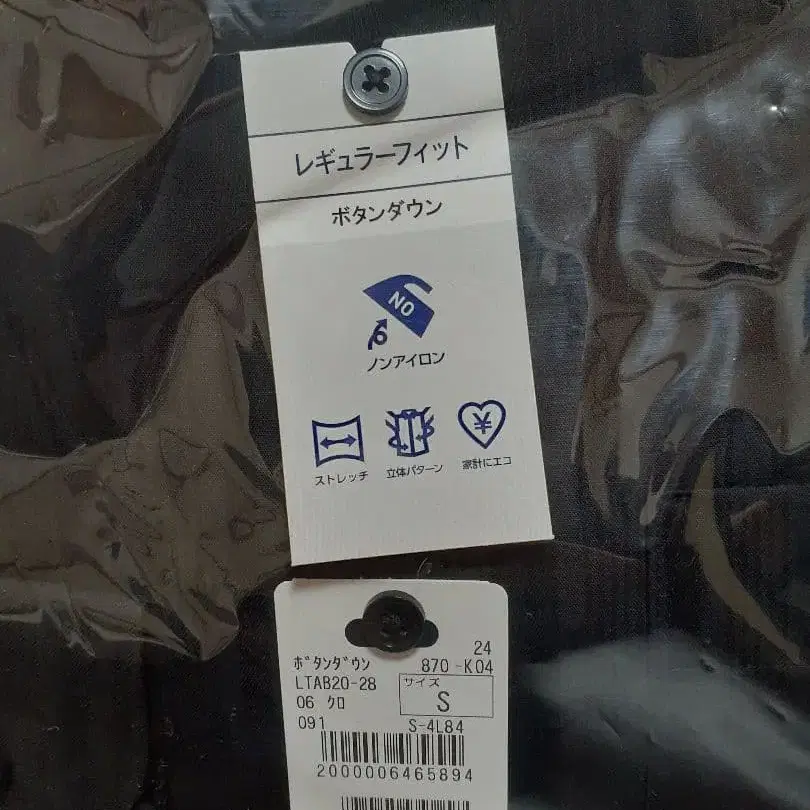 レギュラーフィット
ボタンダウン
NO
ノンアイロン
¥
ストレッチ 立体パターン 家計にエコ
24
ﾎﾞﾀﾝﾀﾞｳﾝ 870-K04
LTAB20-28 サイズ
06 ｸﾛ S
091 S-4L84
2000006465894